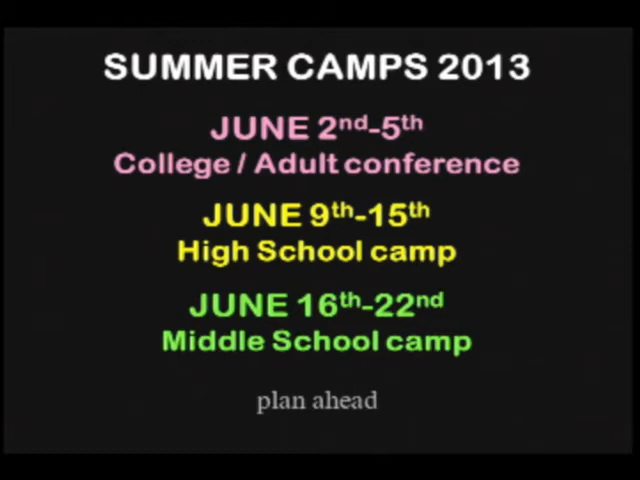 SUMMER CAMPS 2013
JUNE 2nd-5th
College / Adult conference
JUNE 9th-15th
High School camp
JUNE 16th-22nd
Middle School camp
plan ahead